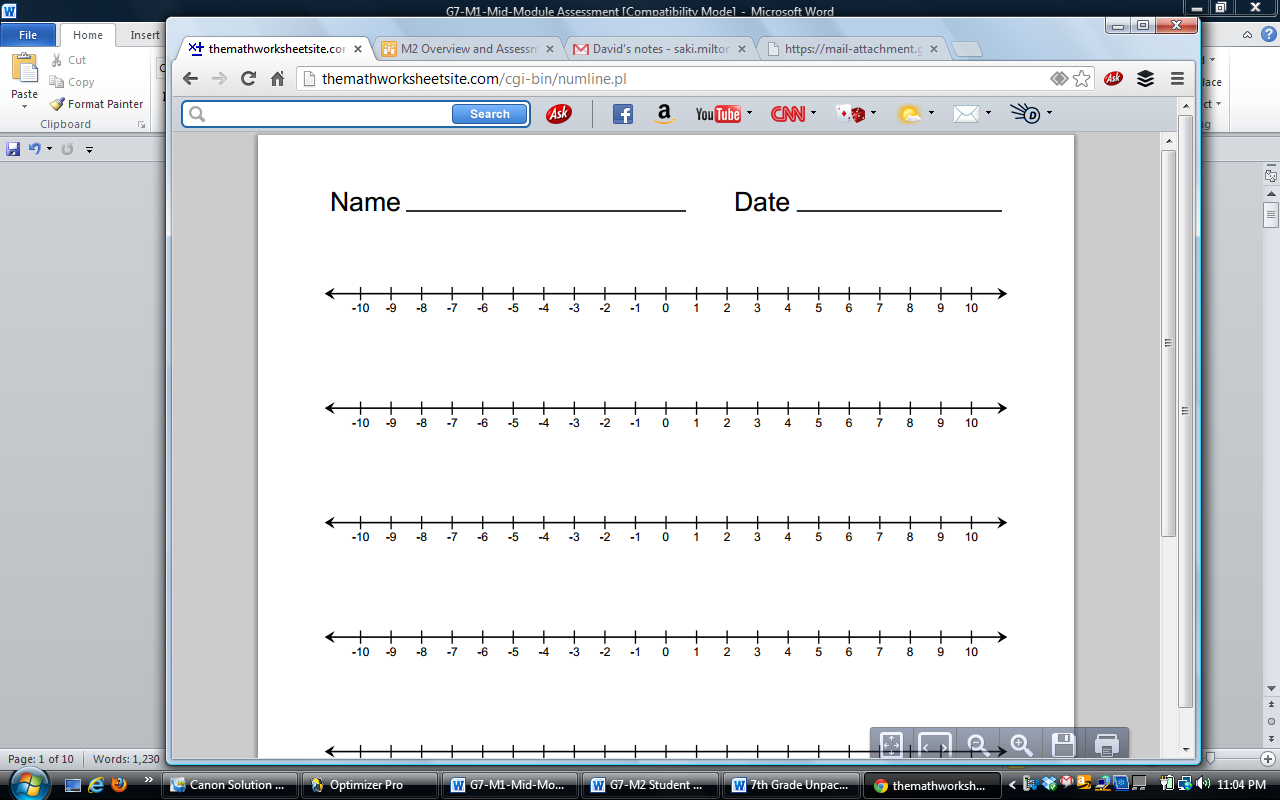 G7-M1-Mid-Module Assessment [Compatibility Mode] - Microsoft Word
File Home Insert
Cut
Copy
Format Painter
Paste
Clipboard
themathworksheetsite.com
M2 Overview and Assessm
David's notes - saki.milton
https://mail-attachment.g
themathworksheetsite.com/cgi-bin/numline.pl
Ask
Search
Ask
YouTube
CNN
Name
Date
-10 -9 -8 -7 -6 -5 -4 -3 -2 -1 0 1 2 3 4 5 6 7 8 9 10
-10 -9 -8 -7 -6 -5 -4 -3 -2 -1 0 1 2 3 4 5 6 7 8 9 10
-10 -9 -8 -7 -6 -5 -4 -3 -2 -1 0 1 2 3 4 5 6 7 8 9 10
-10 -9 -8 -7 -6 -5 -4 -3 -2 -1 0 1 2 3 4 5 6 7 8 9 10
Page: 1 of 10 Words: 1,230
Canon Solution ...
Optimizer Pro
G7-M1-Mid-Mo...
G7-M2 Student ...
7th Grade Unpac...
themathworksh...
11:04 PM